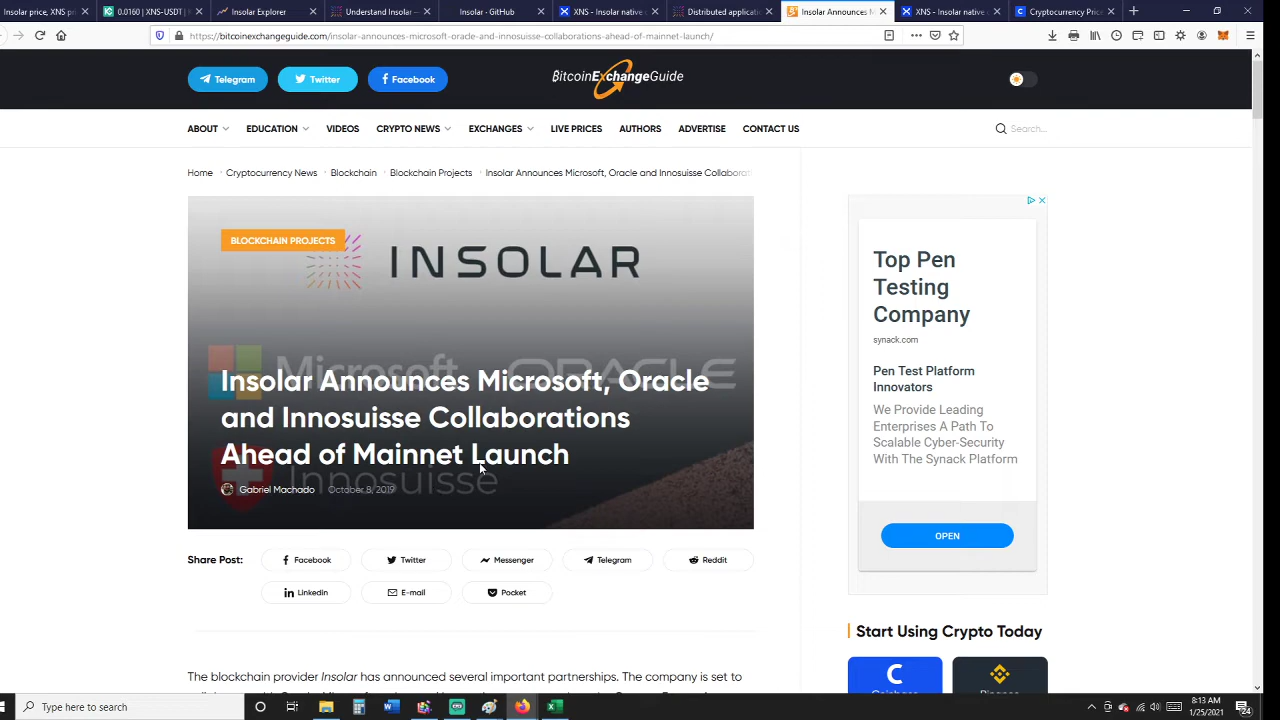 Insolar price, XNS pri
0.0160 | XNS-USDT |
Insolar Explorer
Understand Insolar —
Insolar · GitHub
XNS - Insolar native c
Distributed applicatio
Insolar Announces M
XNS - Insolar native c
Cryptocurrency Price
https://bitcoinexchangeguide.com/insolar-announces-microsoft-orade-and-innosuisse-collaborations-ahead-of-mainnet-launch/
Telegram
Twitter
Facebook
BitcoinExchangeGuide
ABOUT
EDUCATION
VIDEOS
CRYPTO NEWS
EXCHANGES
LIVE PRICES
AUTHORS
ADVERTISE
CONTACT US
Search...
Home
Cryptocurrency News
Blockchain
Blockchain Projects
Insolar Announces Microsoft, Oracle and Innosuisse Collaborat
BLOCKCHAIN PROJECTS
INSOLAR
Microsoft
ORACLE
Insolar Announces Microsoft, Oracle
and Innosuisse Collaborations
Ahead of Mainnet Launch
Innosuisse
Gabriel Machado
October 8, 2019
Share Post:
Facebook
Twitter
Messenger
Telegram
Reddit
Linkedin
E-mail
Pocket
The blockchain provider Insolar has announced several important partnerships. The company is set to
Top Pen
Testing
Company
synack.com
Pen Test Platform
Innovators
We Provide Leading
Enterprises A Path To
Scalable Cyber-Security
With The Synack Platform
OPEN
Start Using Crypto Today
Type here to search
8:13 AM
1/25/2021
24